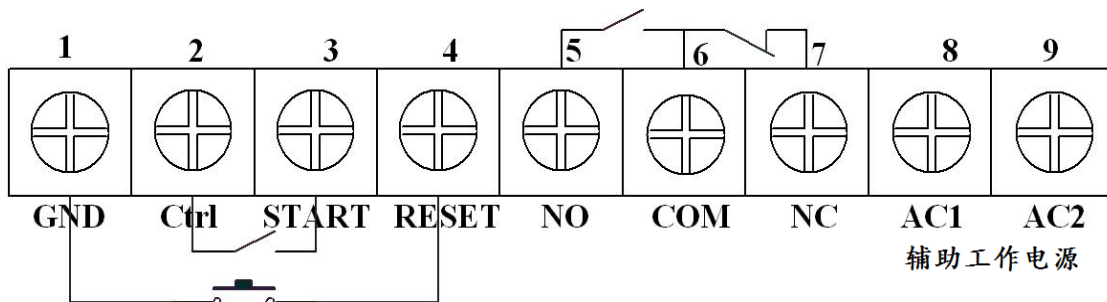 1 2 3 4 5 6 7 8 9
GND Ctrl START RESET NO COM NC AC1 AC2
辅助工作电源